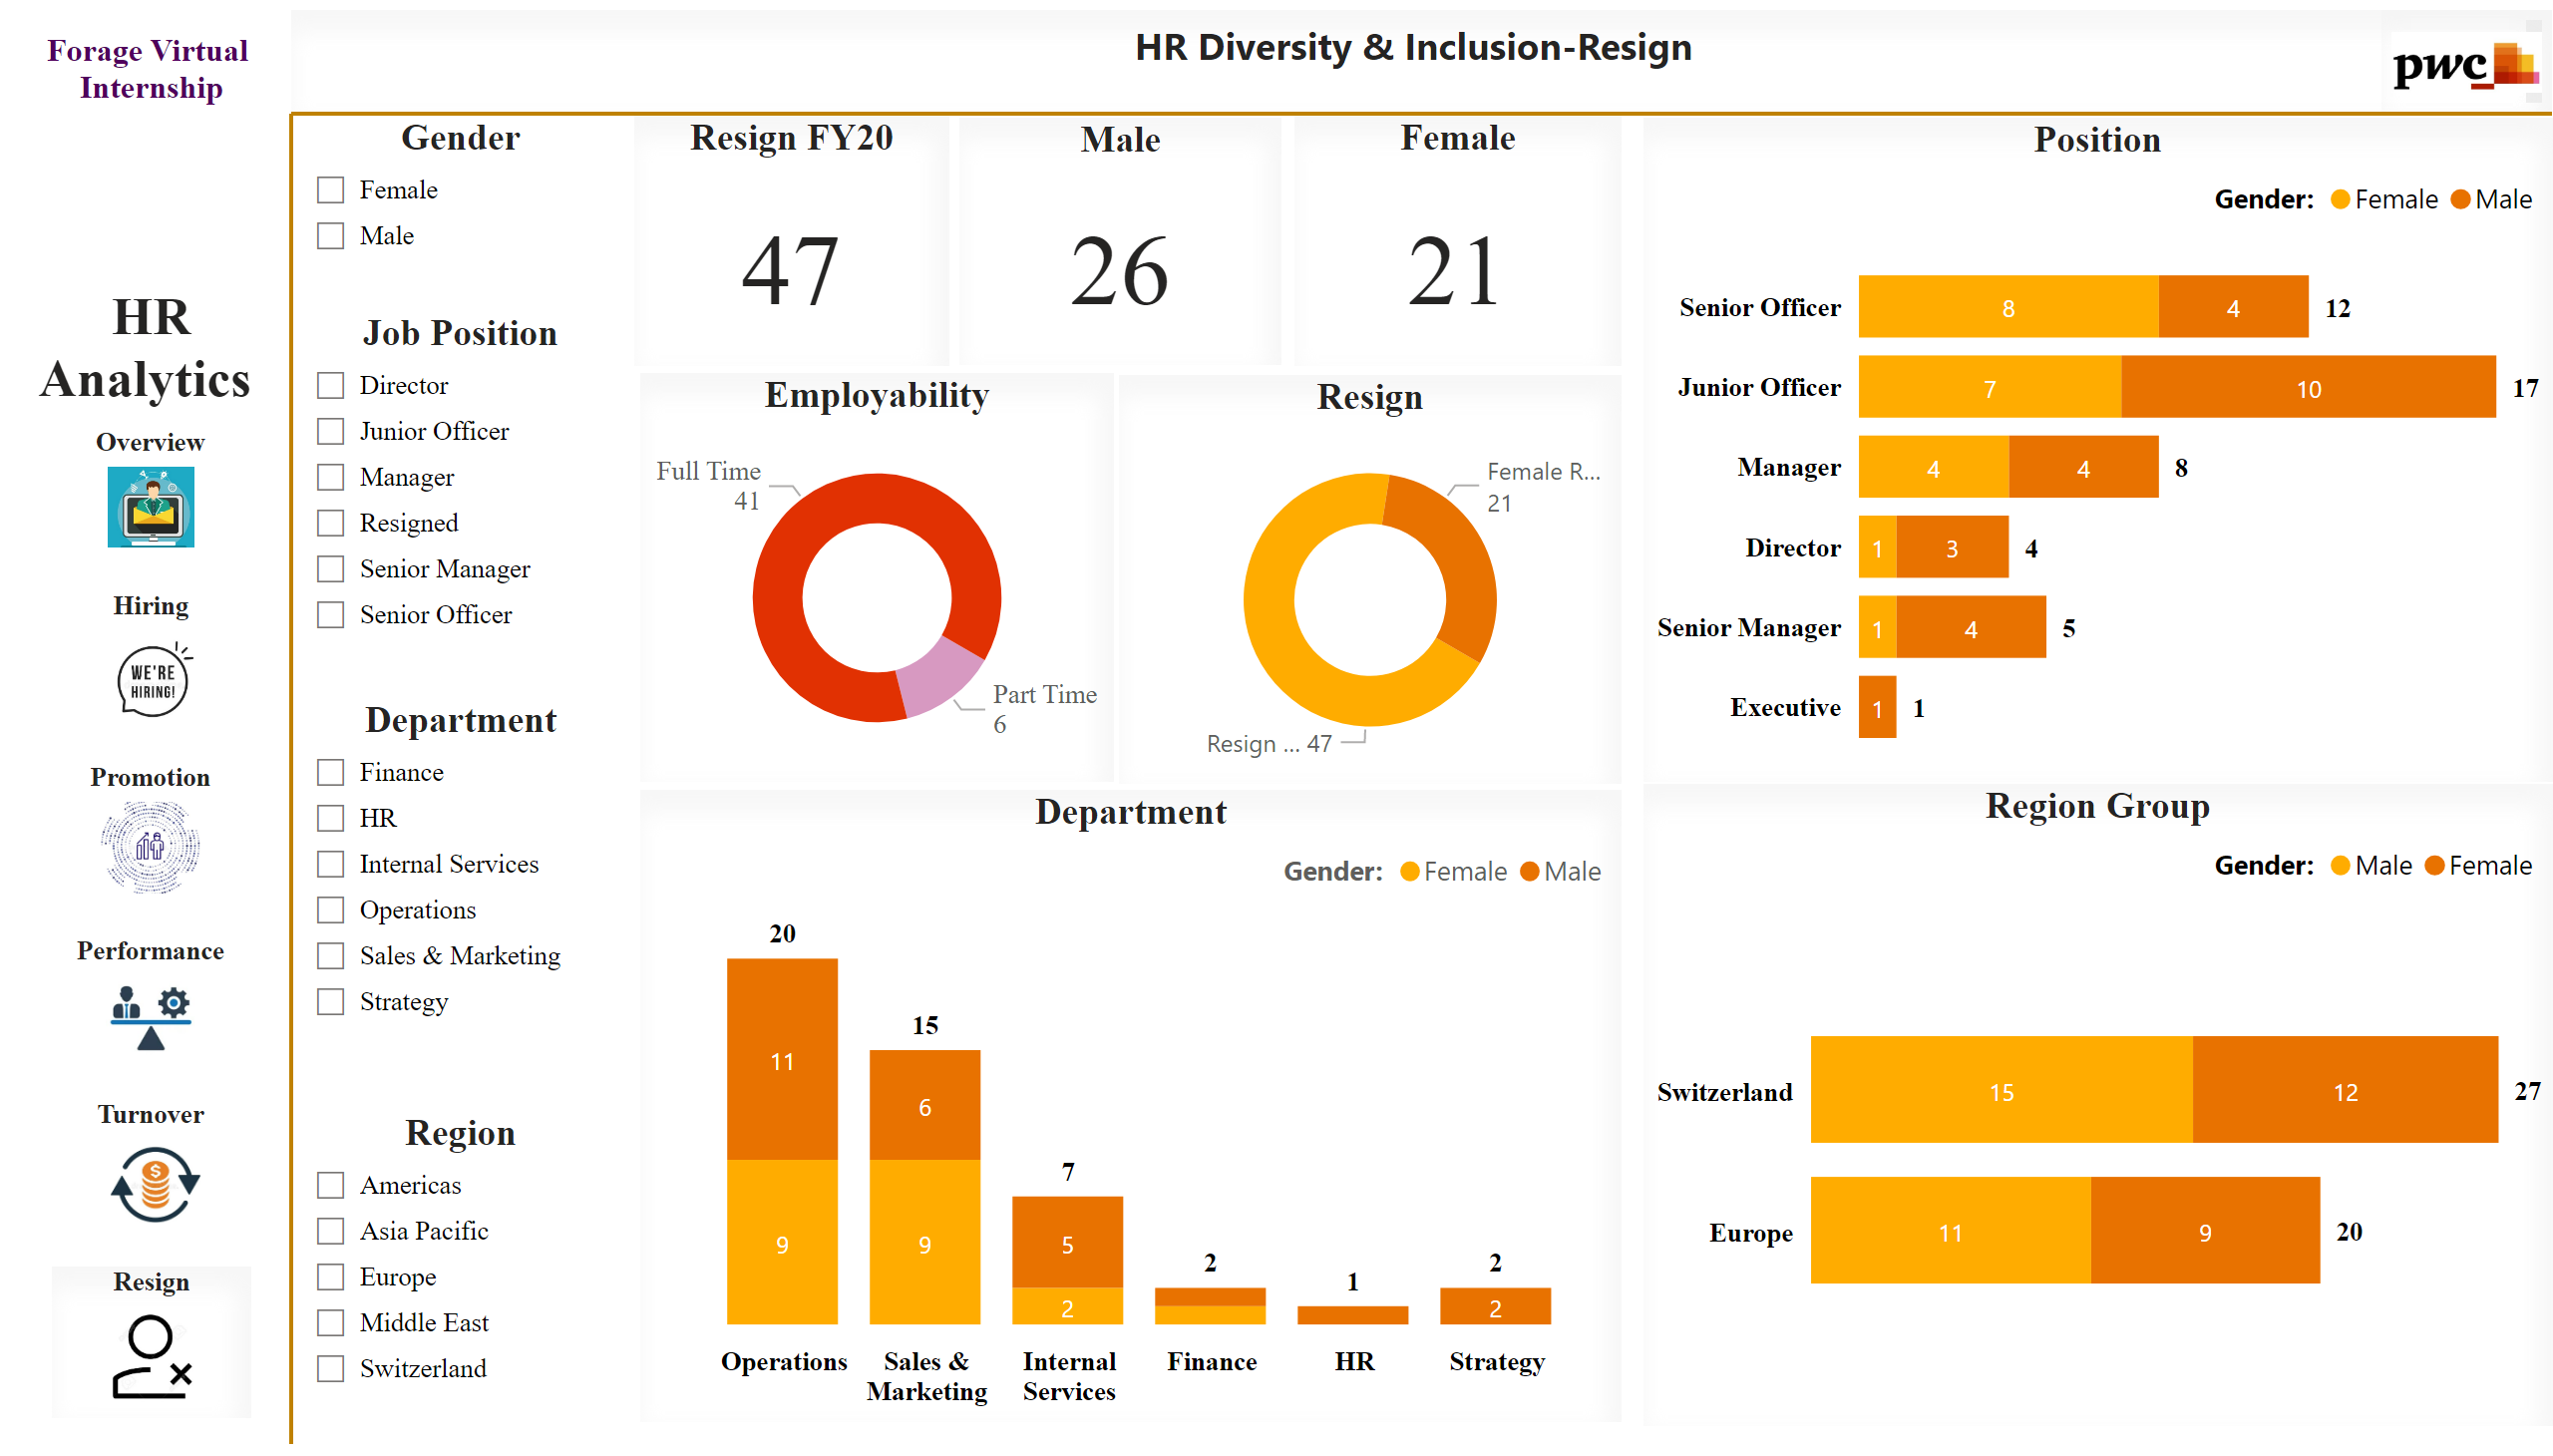 Forage Virtual
Internship
HR Diversity & Inclusion-Resign
pwc
HR
Analytics
Overview
Hiring
WE'RE
HIRING!
Promotion
Performance
Turnover
$
Resign
Gender
Female
Male
Job Position
Director
Junior Officer
Manager
Resigned
Senior Manager
Senior Officer
Department
Finance
HR
Internal Services
Operations
Sales & Marketing
Strategy
Region
Americas
Asia Pacific
Europe
Middle East
Switzerland
Resign FY20
47
Male
26
Female
21
Employability
Full Time
41
Part Time
6
Resign
Female R...
21
Resign ... 47
Position
Gender: Female Male
Senior Officer 8 4 12
Junior Officer 7 10 17
Manager 4 4 8
Director 1 3 4
Senior Manager 1 4 5
Executive 1 1
Department
Gender: Female Male
20
15
11
6
7
2
1
2
9
9
5
2
2
Operations
Sales &
Marketing
Internal
Services
Finance
HR
Strategy
Region Group
Gender: Male Female
Switzerland 15 12 27
Europe 11 9 20